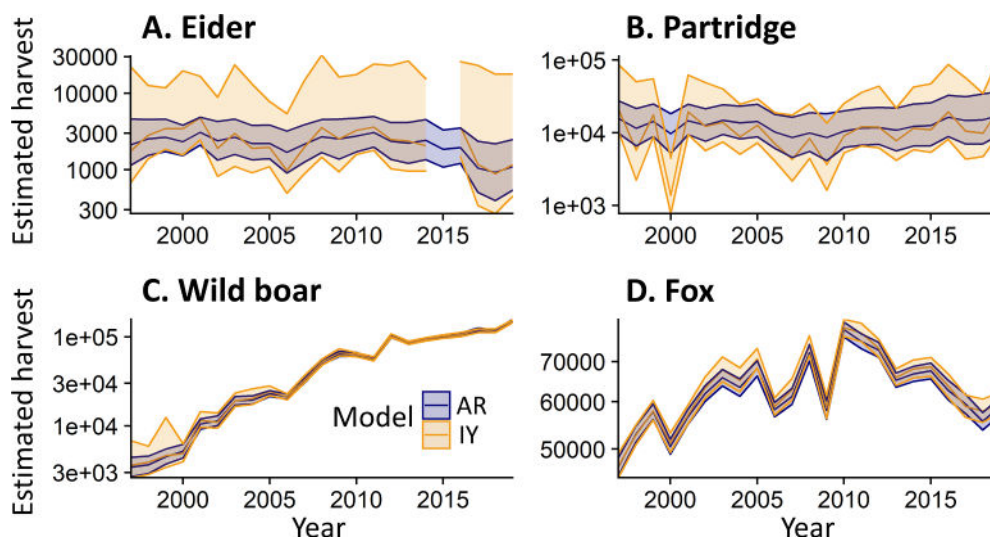 A. Eider
B. Partridge
Estimated harvest
30000
10000
3000
1000
300
2000
2005
2010
2015
1e+05
1e+04
1e+03
2000
2005
2010
2015
C. Wild boar
D. Fox
Estimated harvest
1e+05
3e+04
1e+04
3e+03
Model
AR
IY
2000
2005
2010
2015
Year
70000
60000
50000
2000
2005
2010
2015
Year